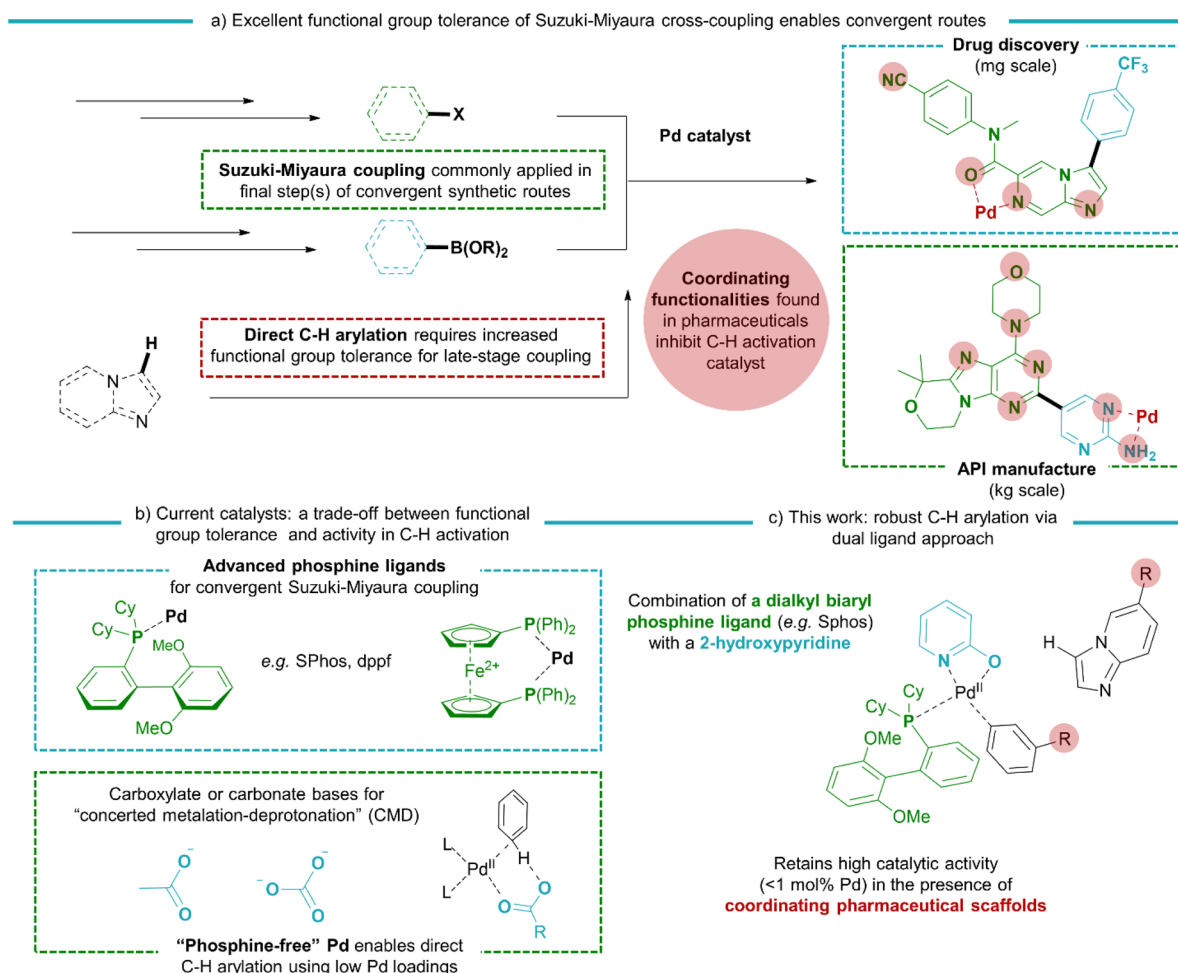 a) Excellent functional group tolerance of Suzuki-Miyaura cross-coupling enables convergent routes
X
Suzuki-Miyaura coupling commonly applied in
final step(s) of convergent synthetic routes
B(OR)2
Direct C-H arylation requires increased
functional group tolerance for late-stage coupling
H
N
N
Pd catalyst
Coordinating
functionalities found
in pharmaceuticals
inhibit C-H activation
catalyst
Drug discovery
(mg scale)
NC
CF3
N
O
N
Pd
N
N
O
N
N
N
O
N
N
N
Pd
N
NH2
API manufacture
(kg scale)
b) Current catalysts: a trade-off between functional
group tolerance and activity in C-H activation
Advanced phosphine ligands
for convergent Suzuki-Miyaura coupling
Cy
Pd
Cy
P
MeO
MeO
e.g. SPhos, dppf
P(Ph)2
Fe2+
Pd
P(Ph)2
Carboxylate or carbonate bases for
“concerted metalation-deprotonation” (CMD)
O-
O
-O
O-
O
L
PdII
H
L
O
O
R
“Phosphine-free” Pd enables direct
C-H arylation using low Pd loadings
c) This work: robust C-H arylation via
dual ligand approach
Combination of a dialkyl biaryl
phosphine ligand (e.g. Sphos)
with a 2-hydroxypyridine
N
O
PdII
Cy
Cy
P
OMe
OMe
R
R
H
N
N
Retains high catalytic activity
(<1 mol% Pd) in the presence of
coordinating pharmaceutical scaffolds